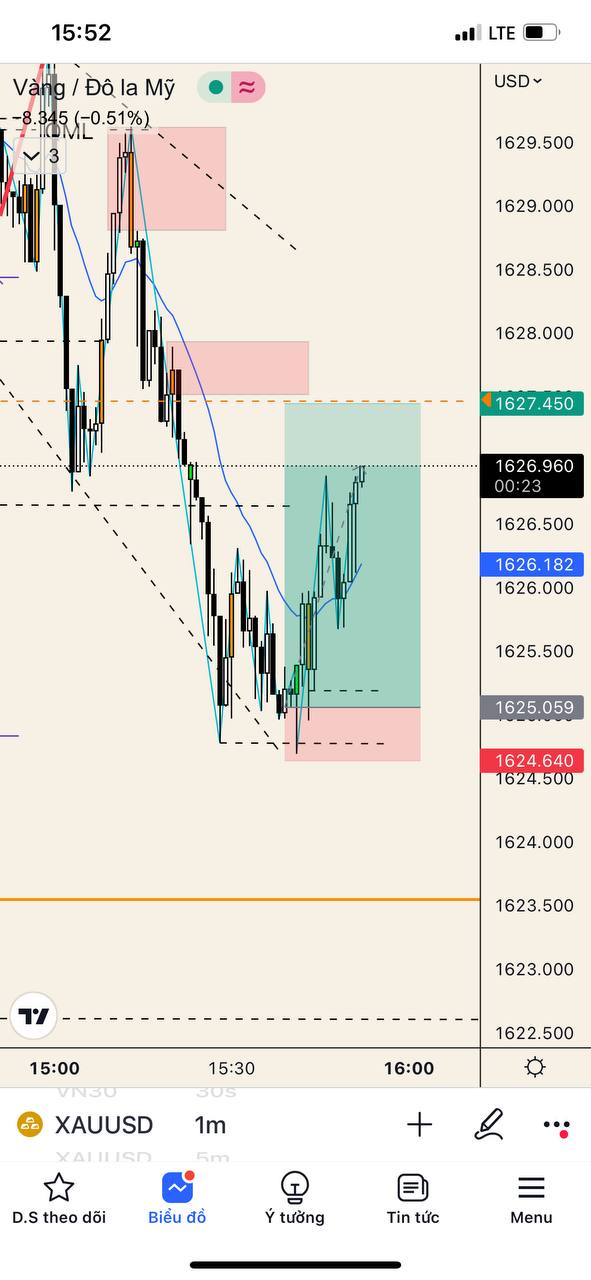 15:52
LTE
Vàng / Đô la Mỹ
USD
−8.345 (−0.51%)
QML
3
1629.500
1629.000
1628.500
1628.000
1627.450
1626.960
00:23
1626.500
1626.182
1626.000
1625.500
1625.059
1624.640
1624.500
1624.000
1623.500
1623.000
1622.500
15:00 15:30 16:00
VN30 30s
XAUUSD 1m
XAUUSD 5m
D.S theo dõi Biểu đồ Ý tưởng Tin tức Menu